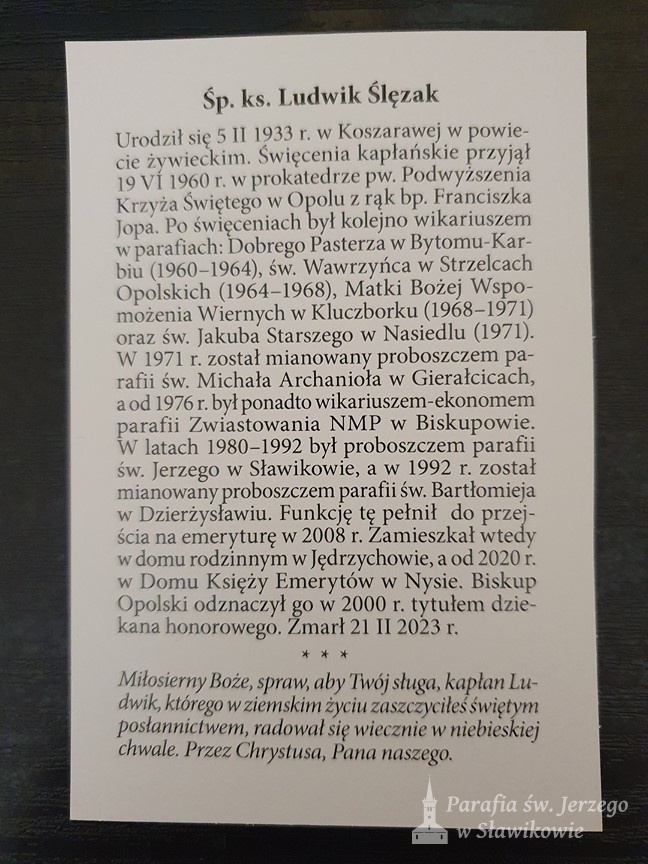 Śp. ks. Ludwik Ślęzak
Urodził się 5 II 1933 r. w Koszarawej w powie-
cie żywieckim. Święcenia kapłańskie przyjął
19 VI 1960 r. w prokatedrze pw. Podwyższenia
Krzyża Świętego w Opolu z rąk bp. Franciszka
Jopa. Po święceniach był kolejno wikariuszem
w parafiach: Dobrego Pasterza w Bytomu-Kar-
biu (1960–1964), św. Wawrzyńca w Strzelcach
Opolskich (1964–1968), Matki Bożej Wspo-
możenia Wiernych w Kluczborku (1968–1971)
oraz św. Jakuba Starszego w Nasiedlu (1971).
W 1971 r. został mianowany proboszczem pa-
rafii św. Michała Archanioła w Gierałcicach,
a od 1976 r. był ponadto wikariuszem-ekonomem
parafii Zwiastowania NMP w Biskupowie.
W latach 1980–1992 był proboszczem parafii
św. Jerzego w Sławikowie, a w 1992 r. został
mianowany proboszczem parafii św. Bartłomieja
w Dzierżysławiu. Funkcję tę pełnił do przej-
ścia na emeryturę w 2008 r. Zamieszkał wtedy
w domu rodzinnym w Jędrzychowie, a od 2020 r.
w Domu Księży Emerytów w Nysie. Biskup
Opolski odznaczył go w 2000 r. tytułem dzie-
kana honorowego. Zmarł 21 II 2023 r.
* * *
Miłosierny Boże, spraw, aby Twój sługa, kapłan Lu-
dwik, którego w ziemskim życiu zaszczyciłeś świętym
posłannictwem, radował się wiecznie w niebieskiej
chwale. Przez Chrystusa, Pana naszego.
Parafia św. Jerzego
w Sławikowie